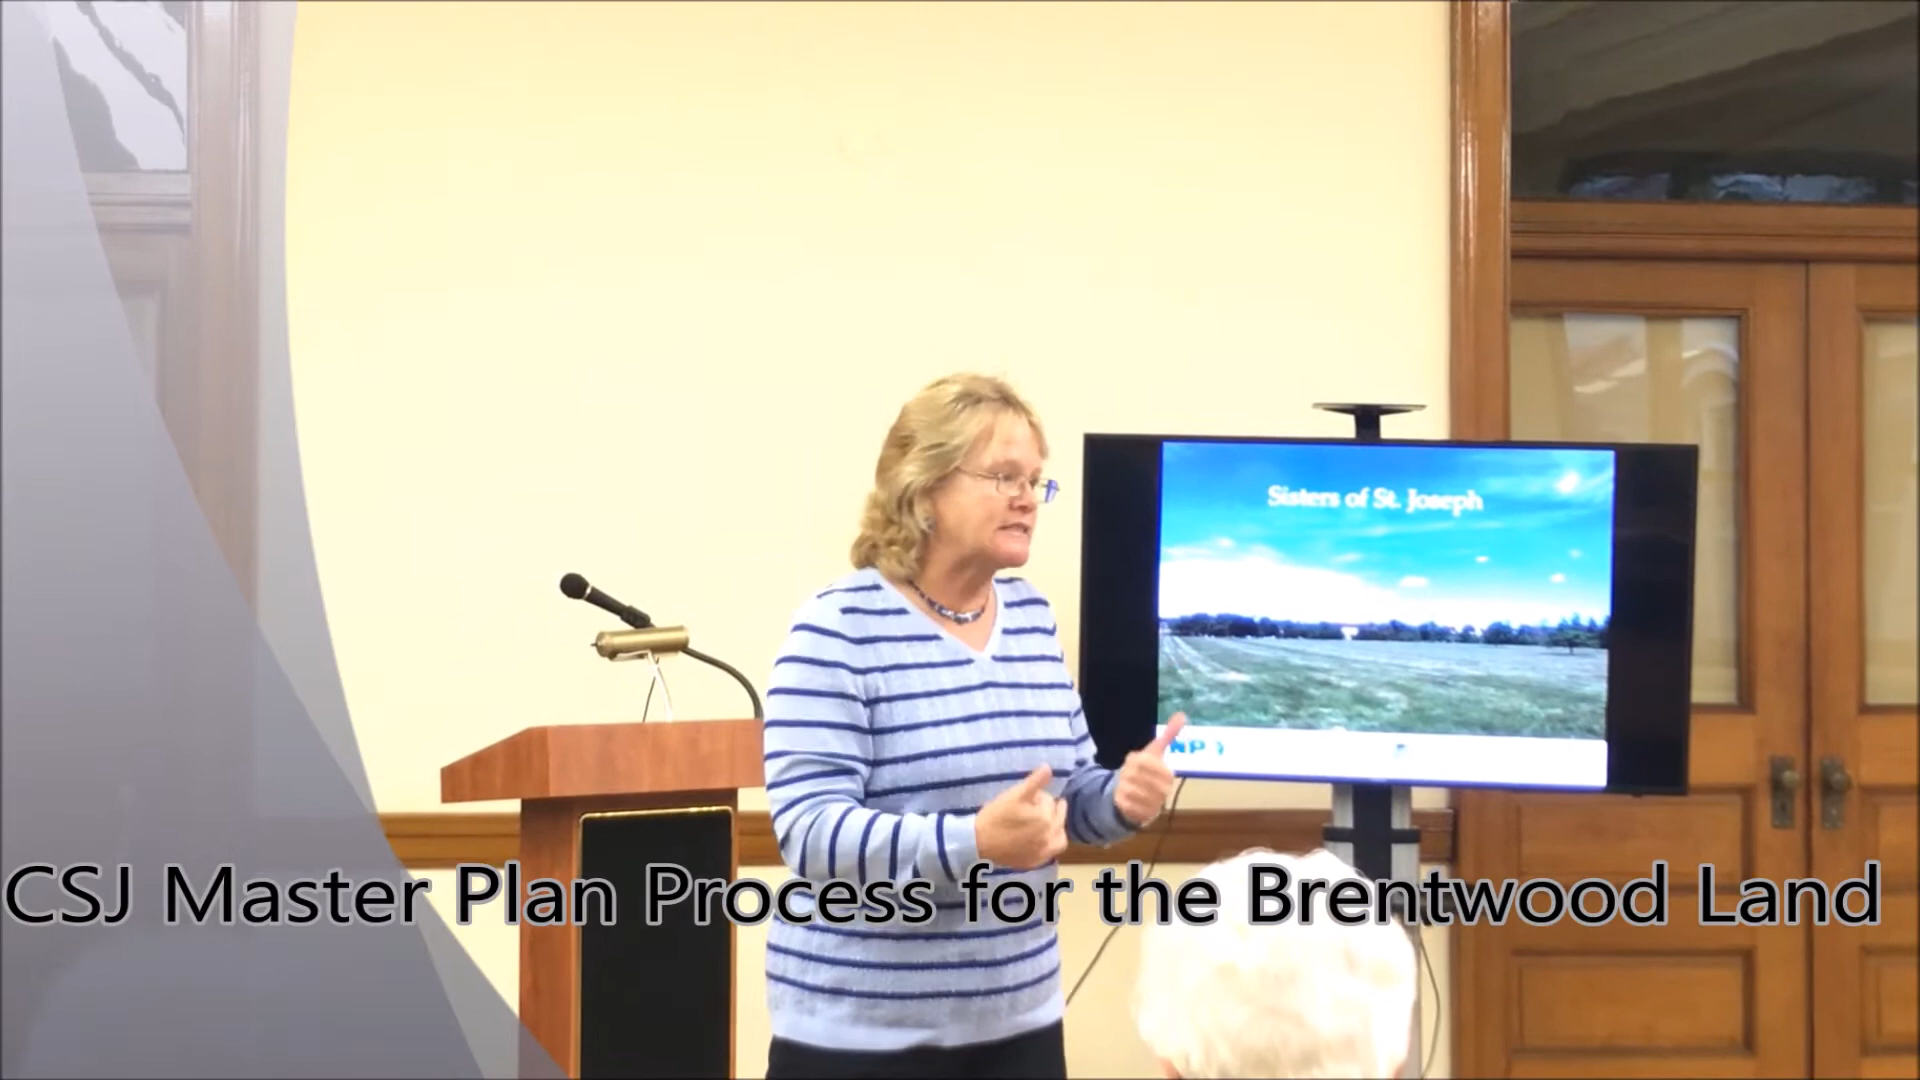 Sisters of St. Joseph
CSJ Master Plan Process for the Brentwood Land